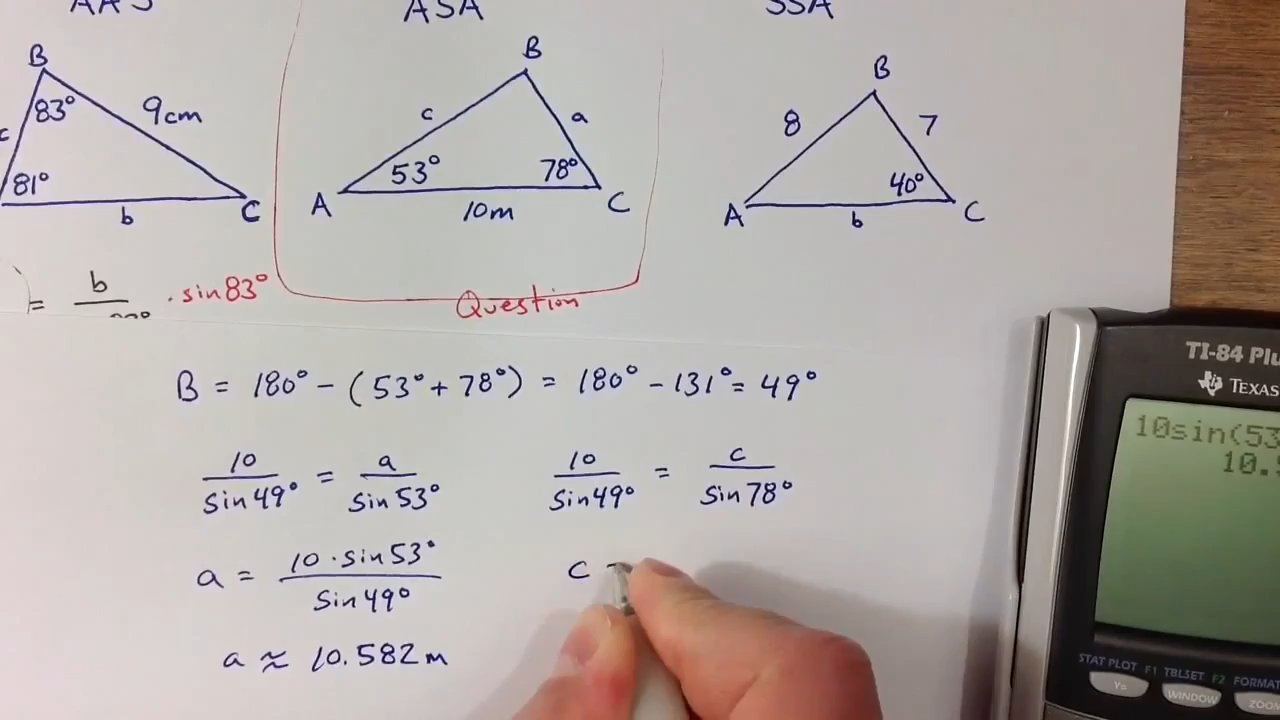 AAS
ASA
SSA
B
83°
9cm
c
81°
b
C
B
c
a
53°
78°
A
10m
C
B
8
7
40°
A
b
C
= b · sin83°
Question
B = 180° - (53° + 78°) = 180° - 131° = 49°
10/sin49° = a/sin53°
10/sin49° = c/sin78°
a = 10·sin53°/sin49°
c
a ≈ 10.582m
TI-84 Plu
TEXAS
10sin(53
10.
STAT PLOT F1 TBLSET F2 FORMAT
Y=
WINDOW
ZOOM